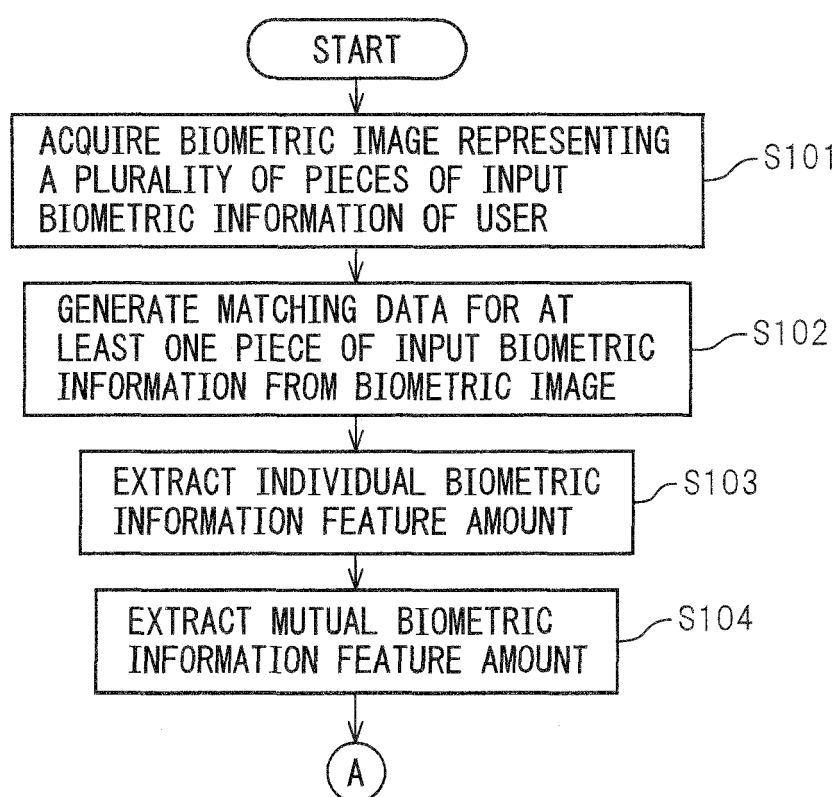 START
ACQUIRE BIOMETRIC IMAGE REPRESENTING
A PLURALITY OF PIECES OF INPUT
BIOMETRIC INFORMATION OF USER
S101
GENERATE MATCHING DATA FOR AT
LEAST ONE PIECE OF INPUT BIOMETRIC
INFORMATION FROM BIOMETRIC IMAGE
S102
EXTRACT INDIVIDUAL BIOMETRIC
INFORMATION FEATURE AMOUNT
S103
EXTRACT MUTUAL BIOMETRIC
INFORMATION FEATURE AMOUNT
S104
A